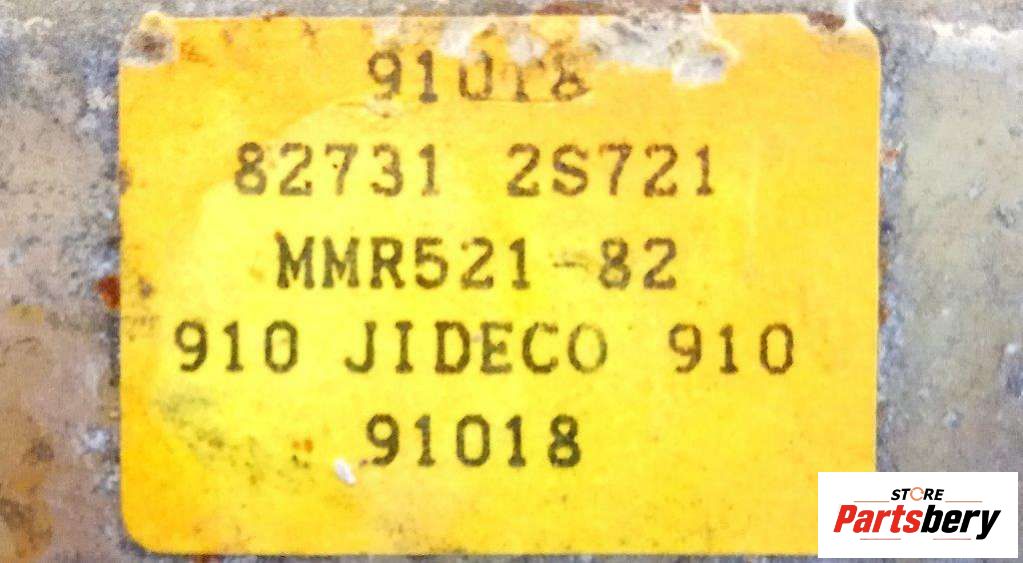 91018
82731 2S721
MMR521-82
910 JIDECO 910
91018
STORE
Partsbery